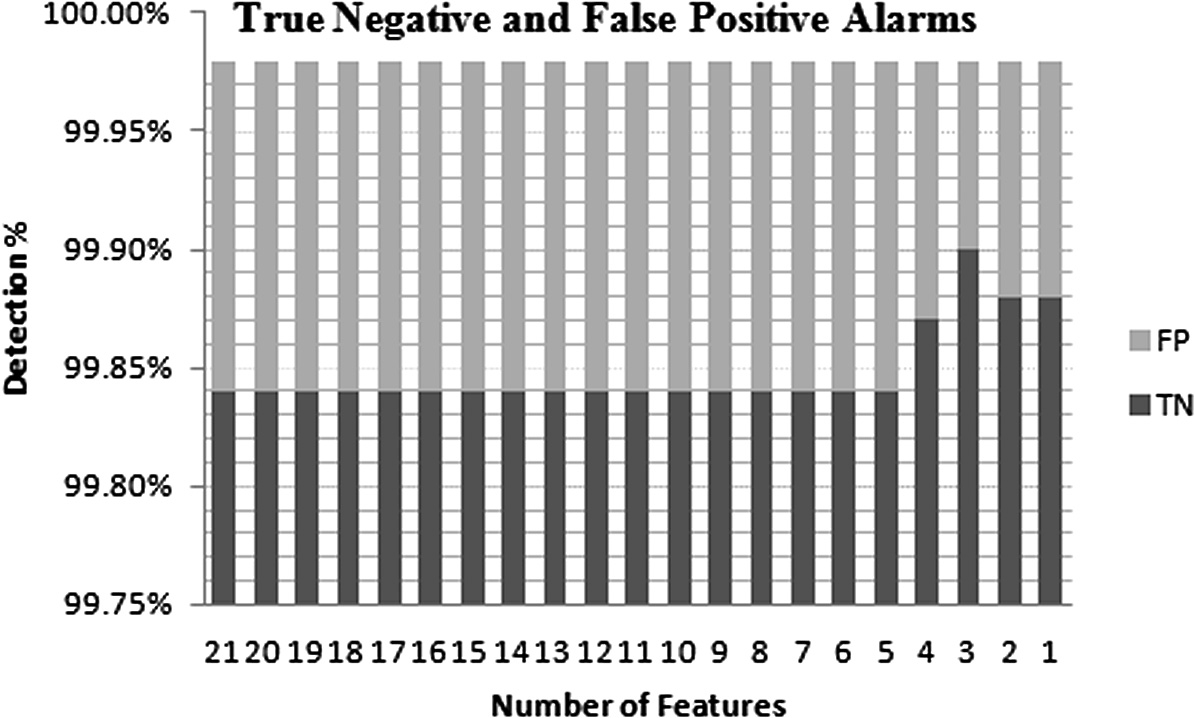 True Negative and False Positive Alarms
100.00%
99.95%
99.90%
99.85%
99.80%
99.75%
Detection %
21 20 19 18 17 16 15 14 13 12 11 10 9 8 7 6 5 4 3 2 1
Number of Features
FP
TN